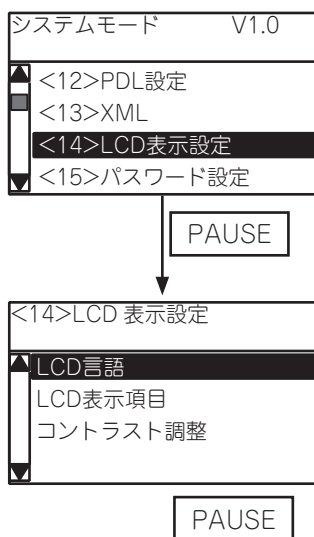 システムモード V1.0
<12>PDL設定
<13>XML
<14>LCD表示設定
<15>パスワード設定
PAUSE
<14>LCD 表示設定
LCD言語
LCD表示項目
コントラスト調整
PAUSE